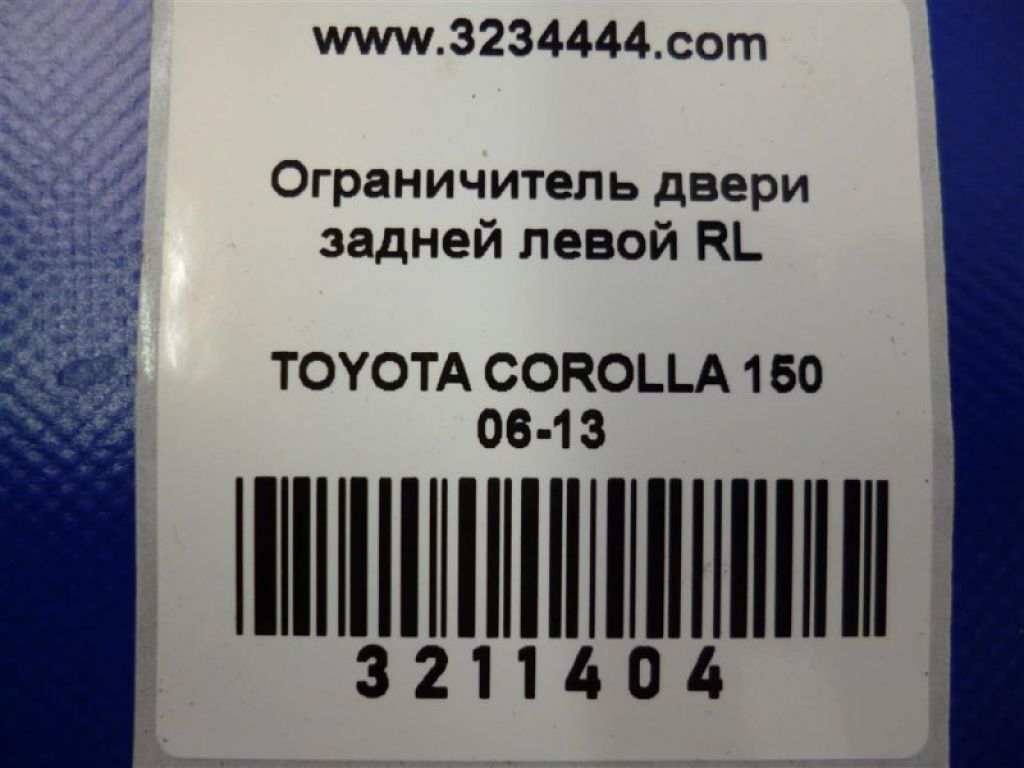 www.3234444.com
Ограничитель двери
задней левой RL
TOYOTA COROLLA 150
06-13
3211404